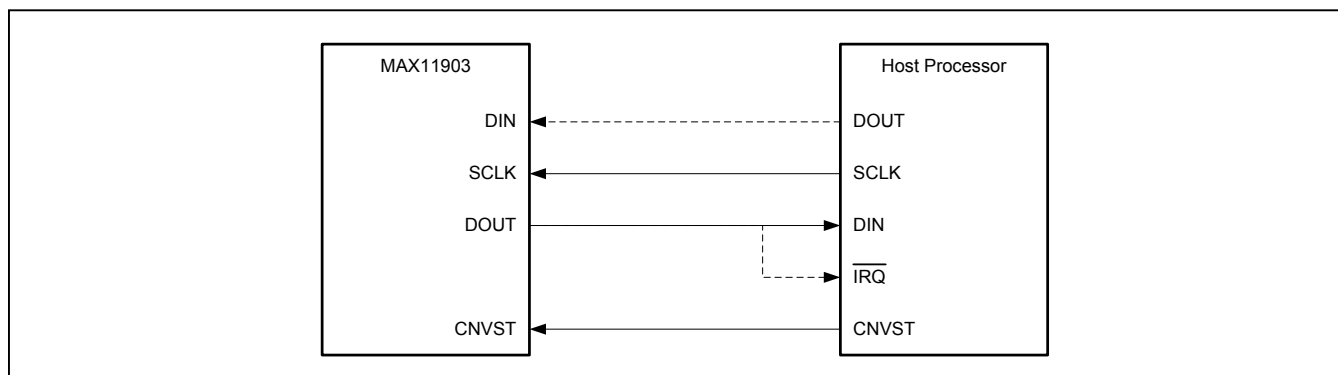 MAX11903 Host Processor
DIN DOUT
SCLK SCLK
DOUT DIN
IRQ
CNVST CNVST